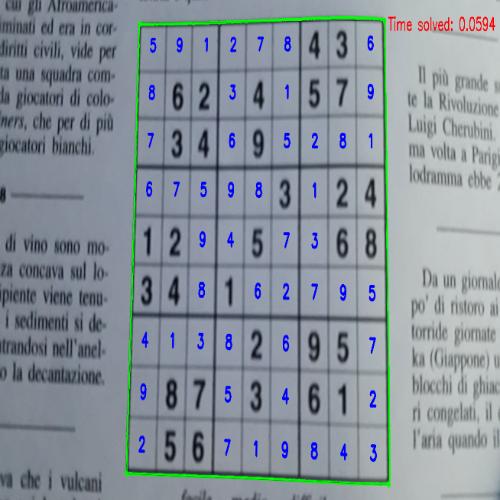 cui gli Afroamerica-
minati ed era in cor-
diritti civili, vide per
ta una squadra com-
da giocatori di colo-
ners, che per di più
giocatori bianchi.
8
di vino sono mo-
za concava sul lo-
ipiente viene tenu-
i sedimenti si de-
ntrandosi nell'anel-
o la decantazione.
va che i vulcani
Time solved: 0.0594
5 9 1 2 7 8 4 3 6
8 6 2 3 4 1 5 7 9
7 3 4 6 9 5 2 8 1
6 7 5 9 8 3 1 2 4
1 2 9 4 5 7 3 6 8
3 4 8 1 6 2 7 9 5
4 1 3 8 2 6 9 5 7
9 8 7 5 3 4 6 1 2
2 5 6 7 1 9 8 4 3
Il più grande s
te la Rivoluzione
Luigi Cherubini.
ma volta a Parigi
lodramma ebbe 2
Da un giornale
po' di ristoro ai
torride giornate
ka (Giappone) u
blocchi di ghiac
ri congelati, il
l'aria quando il